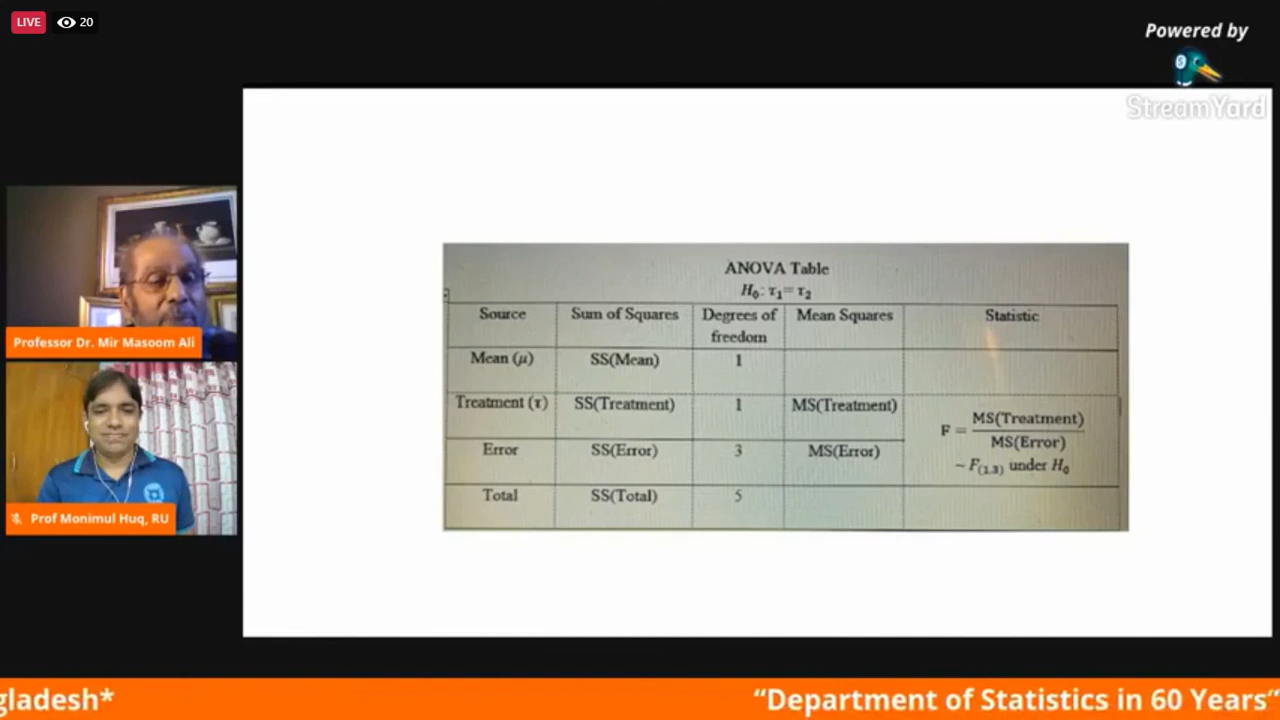 LIVE 20
Powered by
StreamYard
ANOVA Table
H₀: τ₁= τ₂
Source Sum of Squares Degrees of freedom Mean Squares Statistic
Mean (μ) SS(Mean) 1
Treatment (τ) SS(Treatment) 1 MS(Treatment)
F = MS(Treatment) / MS(Error)
Error SS(Error) 3 MS(Error)
~ F(1,3) under H₀
Total SS(Total) 5
Professor Dr. Mir Masoom Ali
Prof Monimul Huq, RU
gladesh* “Department of Statistics in 60 Years“